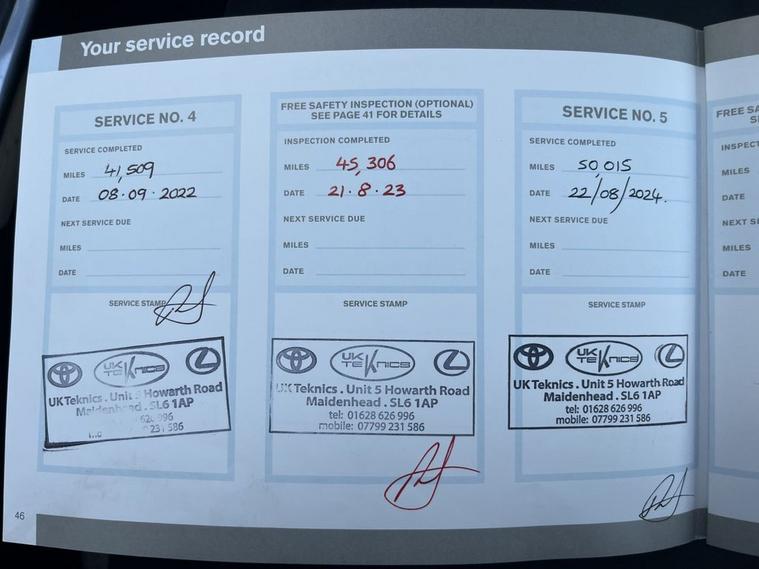 Your service record
SERVICE NO. 4
SERVICE COMPLETED
MILES 41,509
DATE 08·09·2022
NEXT SERVICE DUE
MILES
DATE
SERVICE STAMP
UK TEKNICS
UK Teknics . Unit 5 Howarth Road
Maidenhead . SL6 1AP
626 996
231 586
FREE SAFETY INSPECTION (OPTIONAL)
SEE PAGE 41 FOR DETAILS
INSPECTION COMPLETED
MILES 45,306
DATE 21·8·23
NEXT SERVICE DUE
MILES
DATE
SERVICE STAMP
UK TEKNICS
UK Teknics . Unit 5 Howarth Road
Maidenhead . SL6 1AP
tel: 01628 626 996
mobile: 07799 231 586
SERVICE NO. 5
SERVICE COMPLETED
MILES 50,015
DATE 22/08/2024.
NEXT SERVICE DUE
MILES
DATE
SERVICE STAMP
UK TEKNICS
UK Teknics . Unit 5 Howarth Road
Maidenhead . SL6 1AP
tel: 01628 626 996
mobile: 07799 231 586
FREE
MILES
DATE
MILES
DATE
46